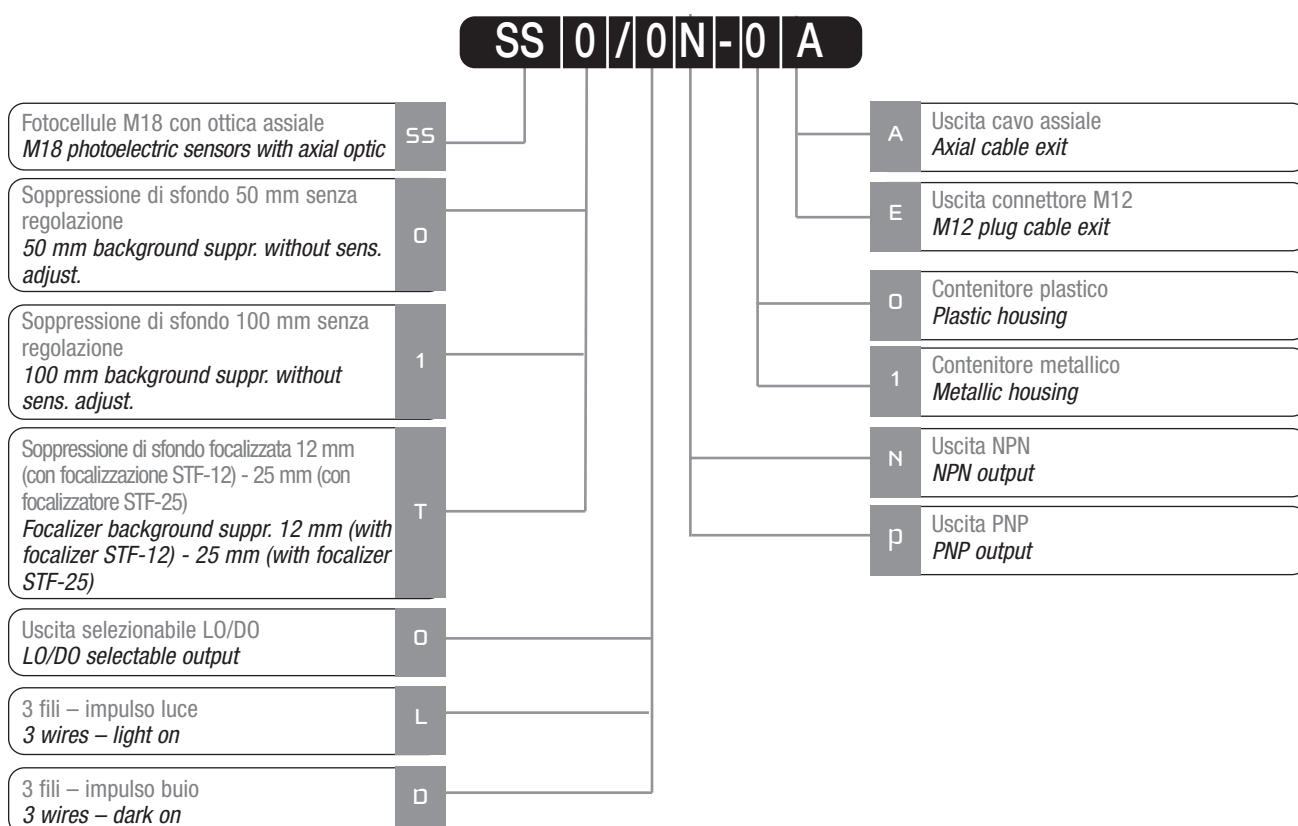 SS 0 / 0 N - 0 A
Fotocellule M18 con ottica assiale
M18 photoelectric sensors with axial optic
SS
Soppressione di sfondo 50 mm senza
regolazione
50 mm background suppr. without sens.
adjust.
0
Soppressione di sfondo 100 mm senza
regolazione
100 mm background suppr. without
sens. adjust.
1
Soppressione di sfondo focalizzata 12 mm
(con focalizzazione STF-12) - 25 mm (con
focalizzatore STF-25)
Focalizer background suppr. 12 mm (with
focalizer STF-12) - 25 mm (with focalizer
STF-25)
T
Uscita selezionabile LO/DO
LO/DO selectable output
0
3 fili – impulso luce
3 wires – light on
L
3 fili – impulso buio
3 wires – dark on
D
A
Uscita cavo assiale
Axial cable exit
E
Uscita connettore M12
M12 plug cable exit
0
Contenitore plastico
Plastic housing
1
Contenitore metallico
Metallic housing
N
Uscita NPN
NPN output
P
Uscita PNP
PNP output